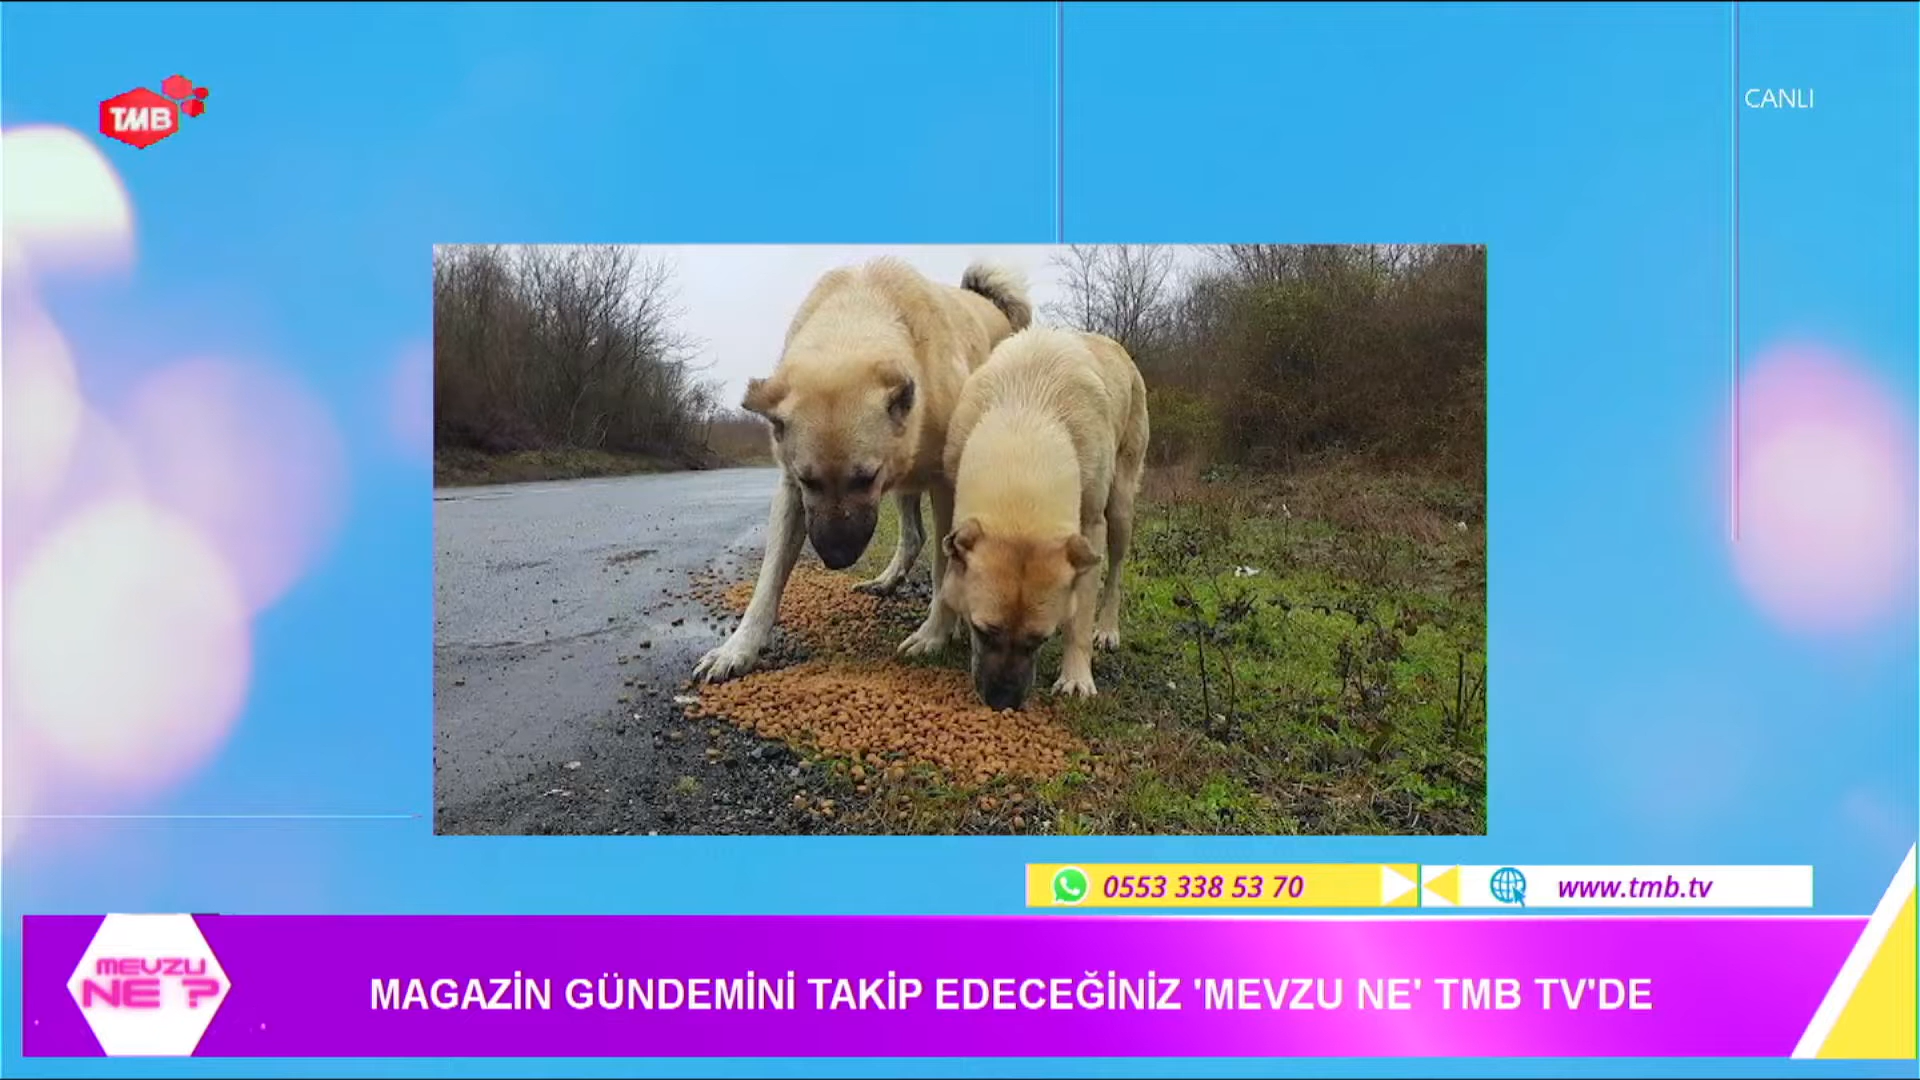 TMB
CANLI
0553 338 53 70
www.tmb.tv
MEVZU
NE ?
MAGAZİN GÜNDEMİNİ TAKİP EDECEĞİNİZ 'MEVZU NE' TMB TV'DE